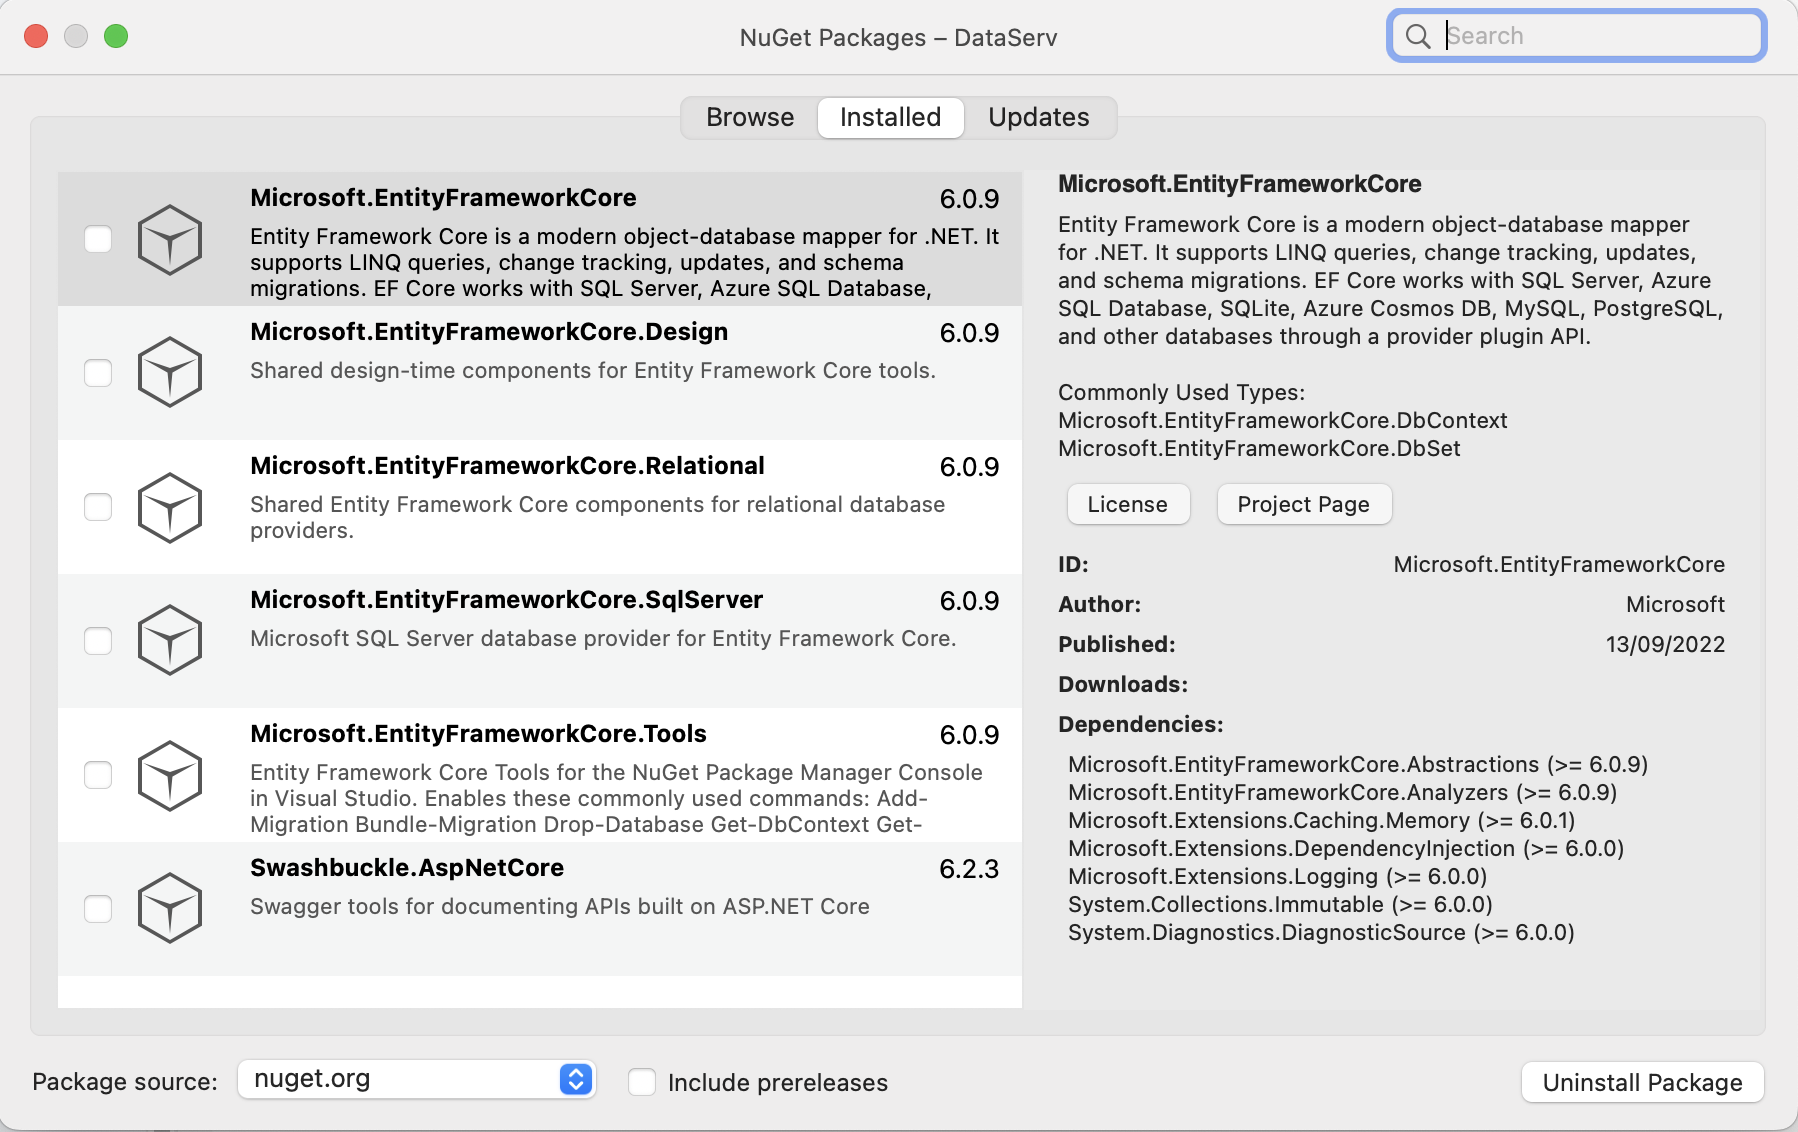 NuGet Packages – DataServ
Search
Browse
Installed
Updates
Microsoft.EntityFrameworkCore
6.0.9
Entity Framework Core is a modern object-database mapper for .NET. It
supports LINQ queries, change tracking, updates, and schema
migrations. EF Core works with SQL Server, Azure SQL Database,
Microsoft.EntityFrameworkCore.Design
6.0.9
Shared design-time components for Entity Framework Core tools.
Microsoft.EntityFrameworkCore.Relational
6.0.9
Shared Entity Framework Core components for relational database
providers.
Microsoft.EntityFrameworkCore.SqlServer
6.0.9
Microsoft SQL Server database provider for Entity Framework Core.
Microsoft.EntityFrameworkCore.Tools
6.0.9
Entity Framework Core Tools for the NuGet Package Manager Console
in Visual Studio. Enables these commonly used commands: Add-
Migration Bundle-Migration Drop-Database Get-DbContext Get-
Swashbuckle.AspNetCore
6.2.3
Swagger tools for documenting APIs built on ASP.NET Core
Microsoft.EntityFrameworkCore
Entity Framework Core is a modern object-database mapper
for .NET. It supports LINQ queries, change tracking, updates,
and schema migrations. EF Core works with SQL Server, Azure
SQL Database, SQLite, Azure Cosmos DB, MySQL, PostgreSQL,
and other databases through a provider plugin API.
Commonly Used Types:
Microsoft.EntityFrameworkCore.DbContext
Microsoft.EntityFrameworkCore.DbSet
License
Project Page
ID: Microsoft.EntityFrameworkCore
Author: Microsoft
Published: 13/09/2022
Downloads:
Dependencies:
Microsoft.EntityFrameworkCore.Abstractions (>= 6.0.9)
Microsoft.EntityFrameworkCore.Analyzers (>= 6.0.9)
Microsoft.Extensions.Caching.Memory (>= 6.0.1)
Microsoft.Extensions.DependencyInjection (>= 6.0.0)
Microsoft.Extensions.Logging (>= 6.0.0)
System.Collections.Immutable (>= 6.0.0)
System.Diagnostics.DiagnosticSource (>= 6.0.0)
Package source: nuget.org
Include prereleases
Uninstall Package